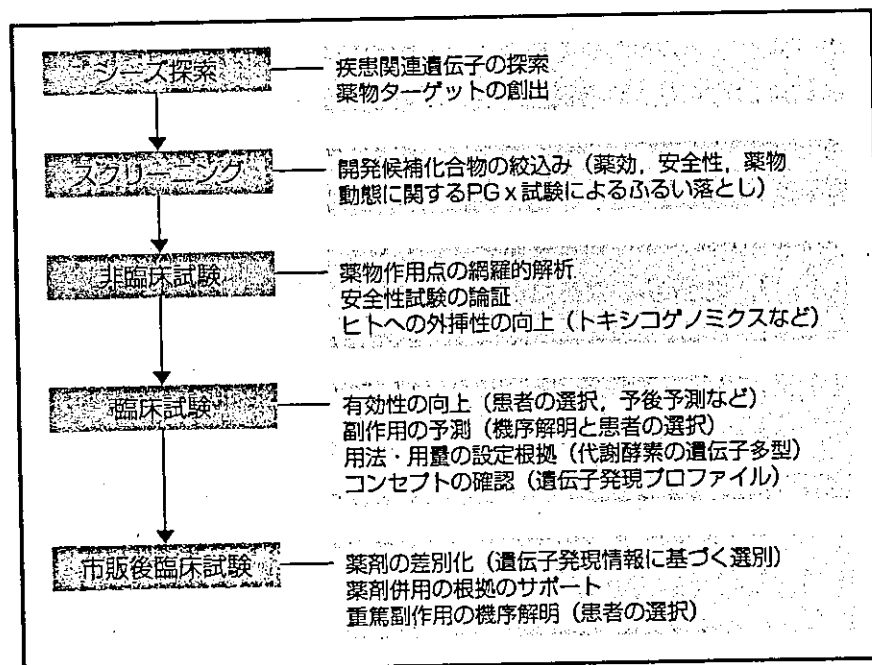 シーズ探索
疾患関連遺伝子の探索
薬物ターゲットの創出
スクリーニング
開発候補化合物の絞込み（薬効，安全性，薬物
動態に関するPGx試験によるふるい落とし）
非臨床試験
薬物作用点の網羅的解析
安全性試験の論証
ヒトへの外挿性の向上（トキシコゲノミクスなど）
臨床試験
有効性の向上（患者の選択，予後予測など）
副作用の予測（機序解明と患者の選択）
用法・用量の設定根拠（代謝酵素の遺伝子多型）
コンセプトの確認（遺伝子発現プロファイル）
市販後臨床試験
薬剤の差別化（遺伝子発現情報に基づく選別）
薬剤併用の根拠のサポート
重篤副作用の機序解明（患者の選択）